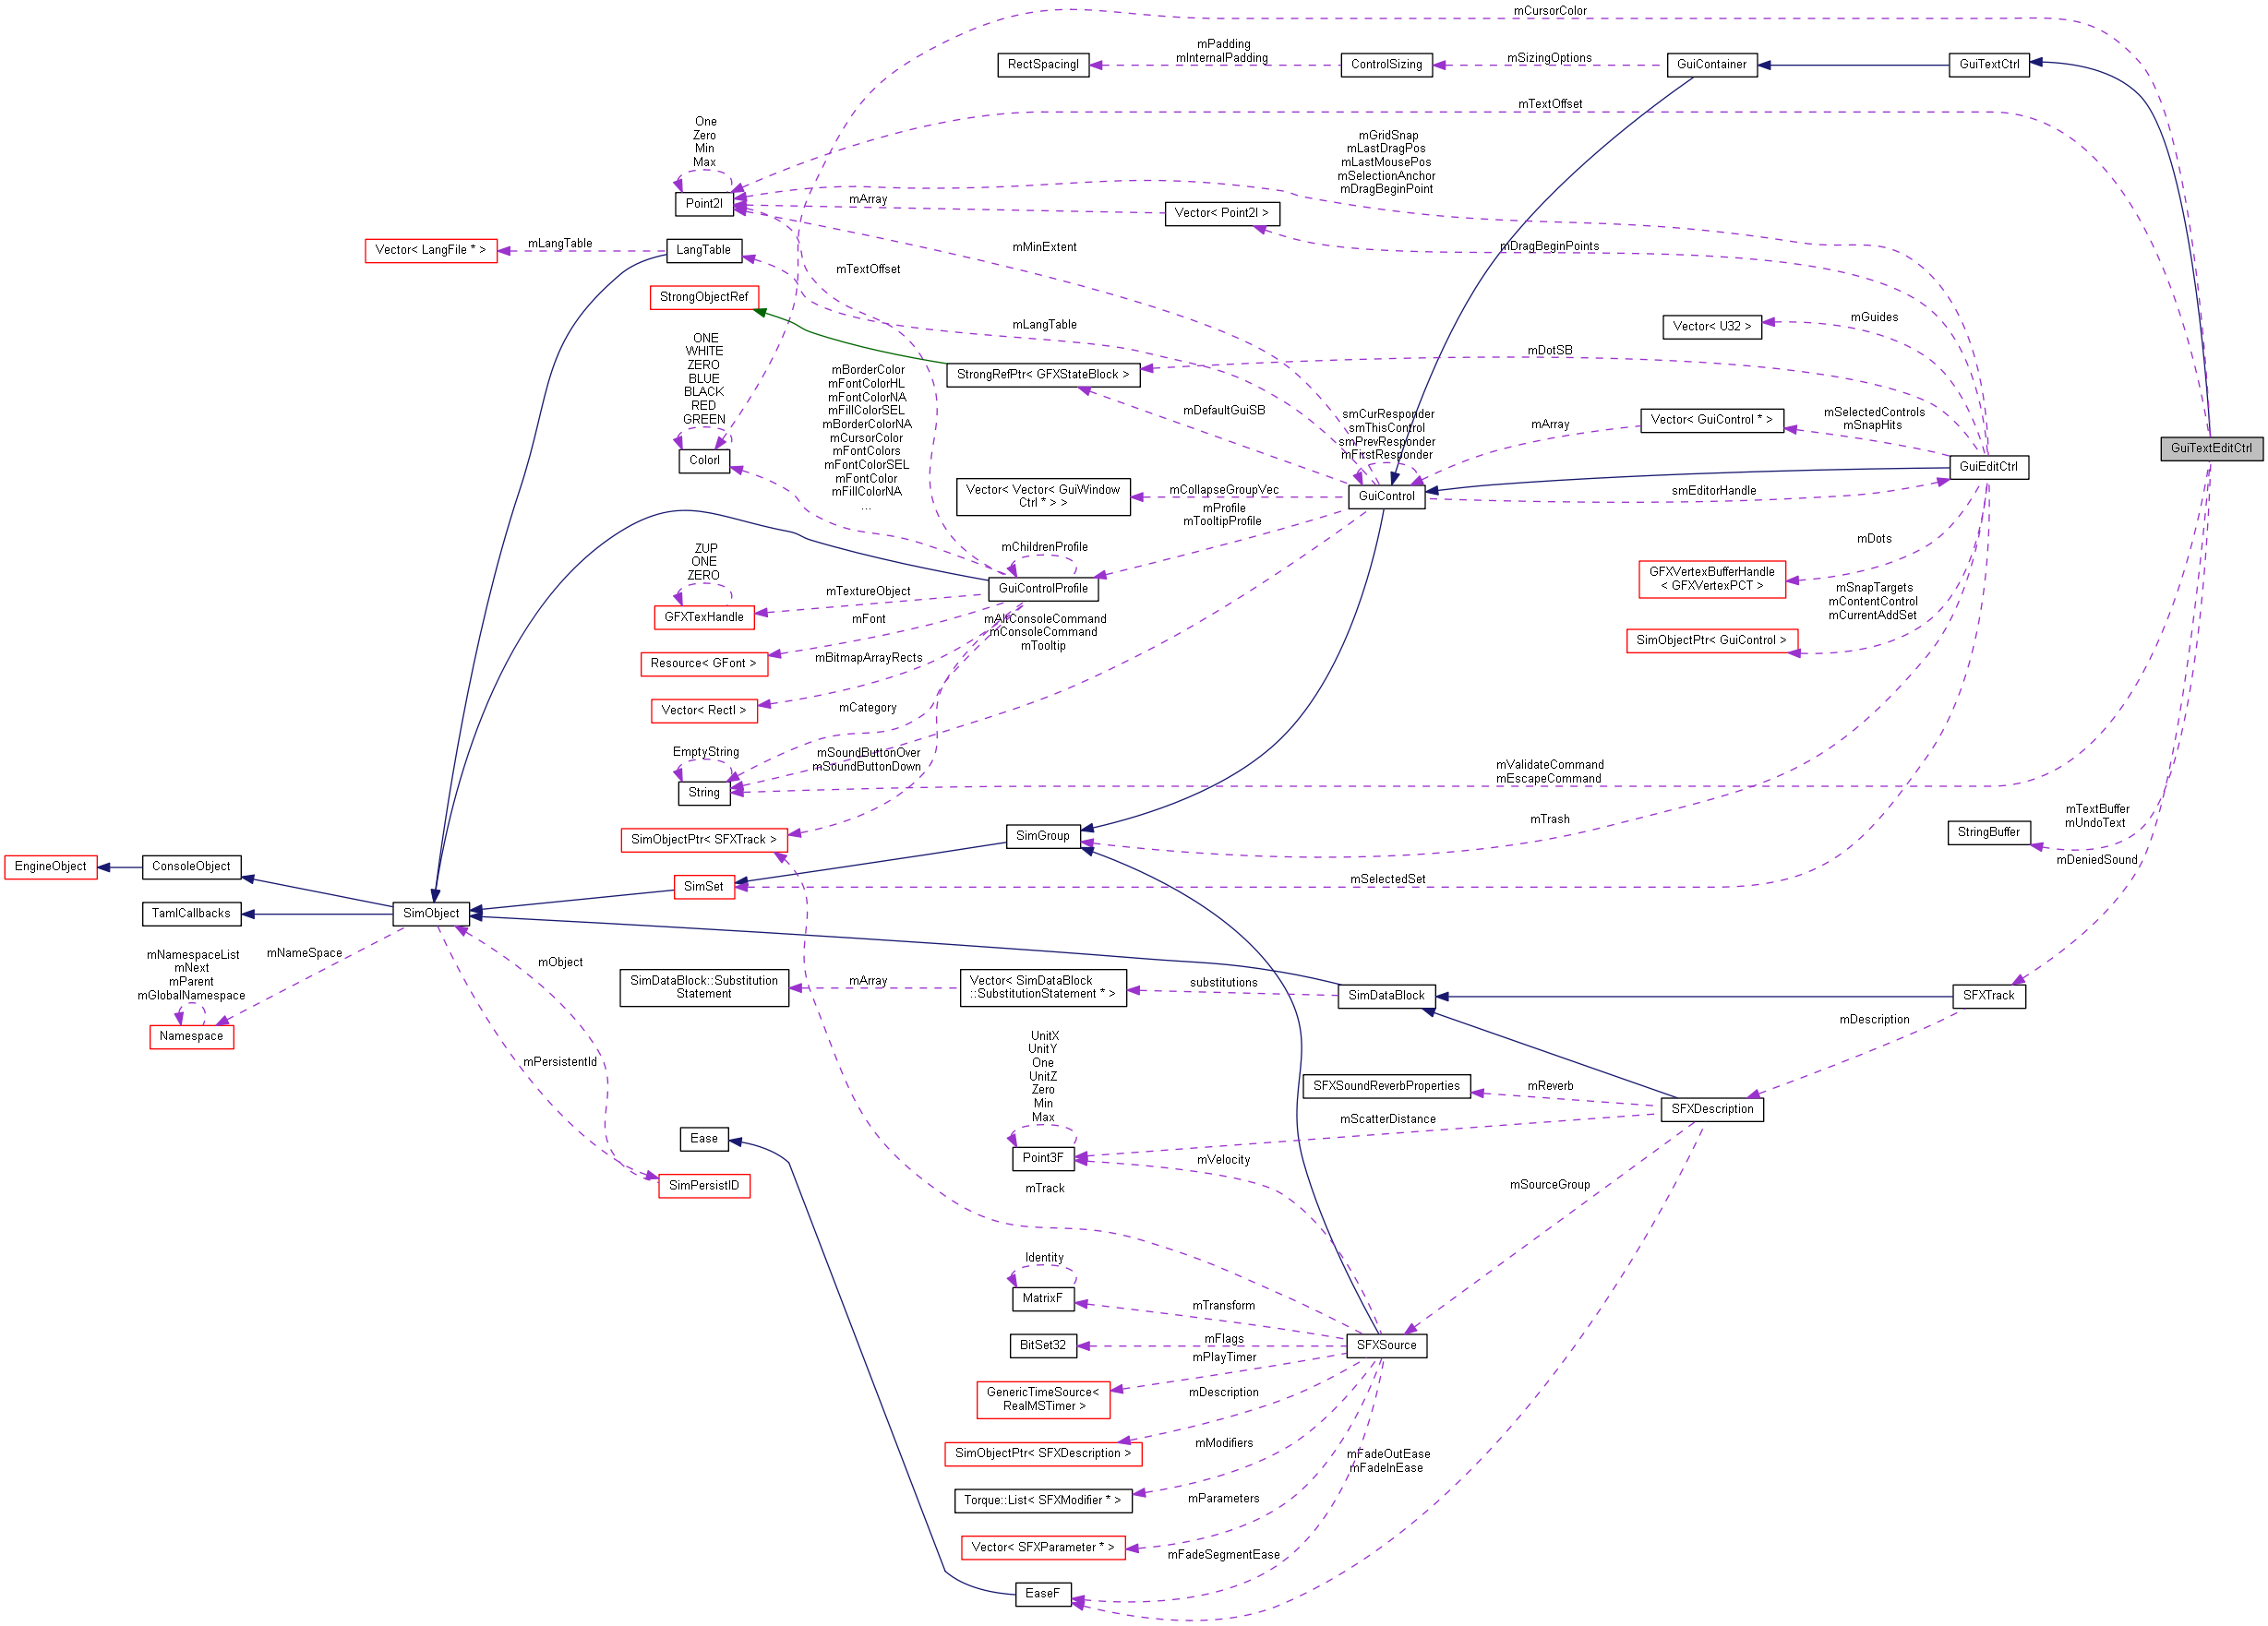 mCursorColor
mPadding
mInternalPadding
mSizingOptions
RectSpacingI
ControlSizing
GuiContainer
GuiTextCtrl
mTextOffset
One
Zero
Min
Max
mGridSnap
mLastDragPos
mLastMousePos
mSelectionAnchor
mDragBeginPoint
Point2I
mArray
Vector< Point2I >
mLangTable
Vector< LangFile * >
LangTable
mMinExtent
mDragBeginPoints
mTextOffset
StrongObjectRef
mLangTable
Vector< U32 >
mGuides
ONE
WHITE
ZERO
BLUE
BLACK
RED
GREEN
mBorderColor
mFontColorHL
mFontColorNA
mFillColorSEL
mBorderColorNA
mCursorColor
mFontColors
mFontColorSEL
mFontColor
mFillColorNA
...
StrongRefPtr< GFXStateBlock >
mDotSB
mDefaultGuiSB
smCurResponder
smThisControl
smPrevResponder
smFirstResponder
mArray
Vector< GuiControl * >
mSelectedControls
mSnapHits
GuiTextEditCtrl
ColorI
GuiEditCtrl
Vector< Vector< GuiWindow
Ctrl * > >
mCollapseGroupVec
GuiControl
smEditorHandle
mProfile
mTooltipProfile
mChildrenProfile
mDots
ZUP
ONE
ZERO
GuiControlProfile
GFXVertexBufferHandle
< GFXVertexPCT >
mTextureObject
GFXTexHandle
mFont
mAltConsoleCommand
mConsoleCommand
mTooltip
mSnapTargets
mContentControl
mCurrentAddSet
SimObjectPtr< GuiControl >
Resource< GFont >
mBitmapArrayRects
Vector< RectI >
mCategory
EmptyString
mSoundButtonOver
mSoundButtonDown
mValidateCommand
mEscapeCommand
String
mTextBuffer
mUndoText
SimObjectPtr< SFXTrack >
SimGroup
mTrash
StringBuffer
EngineObject
ConsoleObject
mDeniedSound
SimSet
mSelectedSet
TamlCallbacks
SimObject
mNamespaceList
mNext
mParent
mGlobalNamespace
mNameSpace
mObject
SimDataBlock::Substitution
Statement
mArray
Vector< SimDataBlock
::SubstitutionStatement * >
substitutions
SimDataBlock
SFXTrack
Namespace
mDescription
mPersistentId
UnitX
UnitY
One
UnitZ
Zero
Min
Max
SFXSoundReverbProperties
mReverb
SFXDescription
mScatterDistance
Ease
Point3F
mVelocity
SimPersistID
mTrack
mSourceGroup
Identity
MatrixF
mTransform
BitSet32
mFlags
SFXSource
mPlayTimer
GenericTimeSource<
RealMSTimer >
mDescription
SimObjectPtr< SFXDescription >
mModifiers
mFadeOutEase
mFadeInEase
Torque::List< SFXModifier * >
mParameters
Vector< SFXParameter * >
mFadeSegmentEase
EaseF